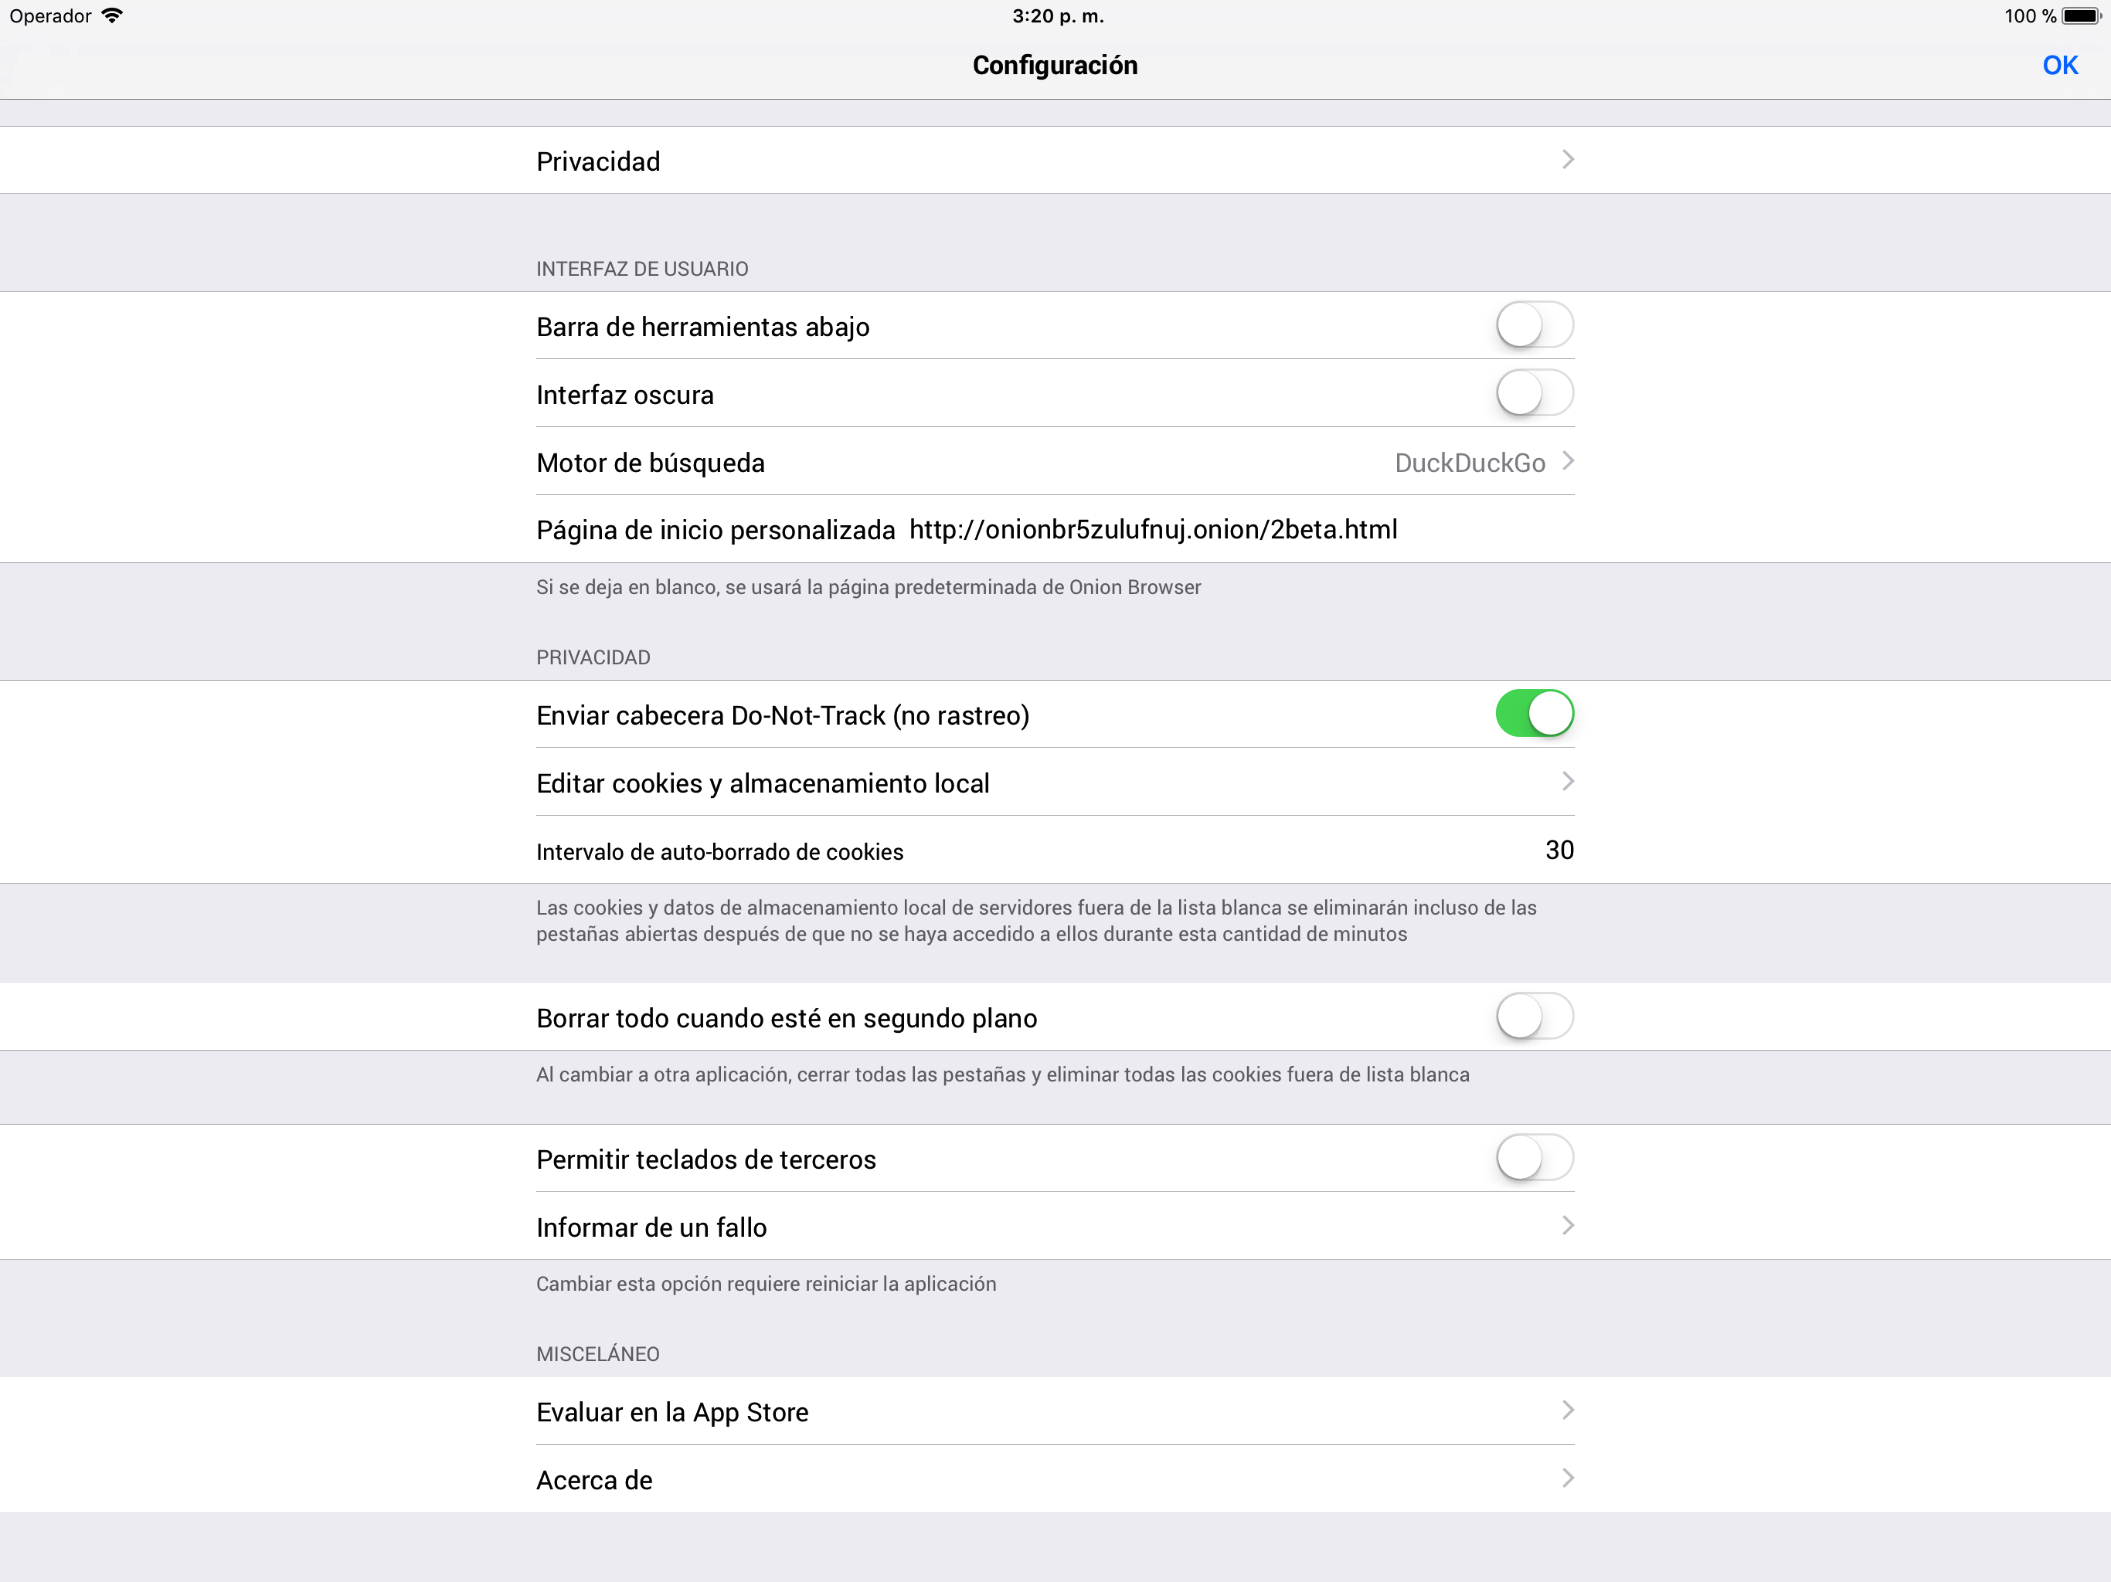 Operador
3:20 p. m.
100 %
Configuración
OK
Privacidad
INTERFAZ DE USUARIO
Barra de herramientas abajo
Interfaz oscura
Motor de búsqueda DuckDuckGo
Página de inicio personalizada http://onionbr5zulufnuj.onion/2beta.html
Si se deja en blanco, se usará la página predeterminada de Onion Browser
PRIVACIDAD
Enviar cabecera Do-Not-Track (no rastreo)
Editar cookies y almacenamiento local
Intervalo de auto-borrado de cookies 30
Las cookies y datos de almacenamiento local de servidores fuera de la lista blanca se eliminarán incluso de las
pestañas abiertas después de que no se haya accedido a ellos durante esta cantidad de minutos
Borrar todo cuando esté en segundo plano
Al cambiar a otra aplicación, cerrar todas las pestañas y eliminar todas las cookies fuera de lista blanca
Permitir teclados de terceros
Informar de un fallo
Cambiar esta opción requiere reiniciar la aplicación
MISCELÁNEO
Evaluar en la App Store
Acerca de